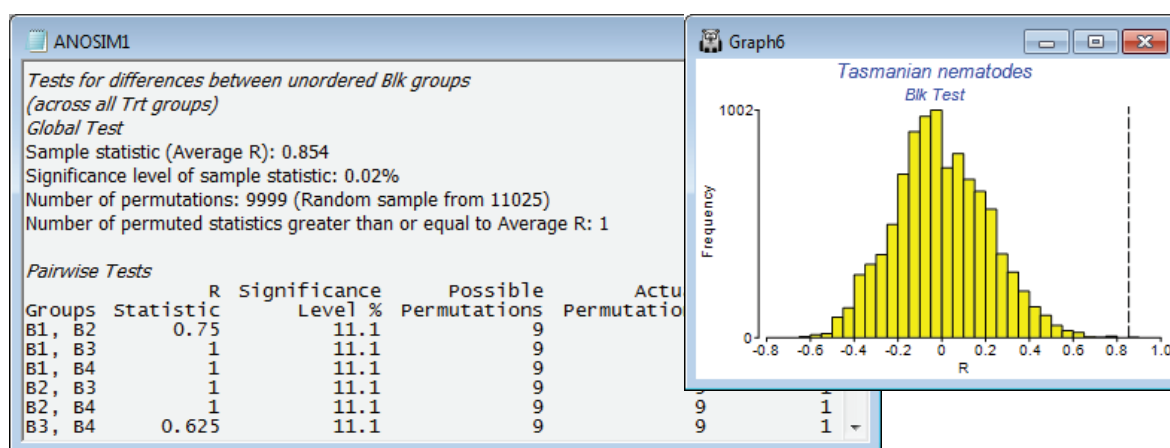 ANOSIM1
Tests for differences between unordered Blk groups
(across all Trt groups)
Global Test
Sample statistic (Average R): 0.854
Significance level of sample statistic: 0.02%
Number of permutations: 9999 (Random sample from 11025)
Number of permuted statistics greater than or equal to Average R: 1
Pairwise Tests
R Significance Possible Actu
Groups Statistic Level % Permutations Permutatio
B1, B2 0.75 11.1 9
B1, B3 1 11.1 9
B1, B4 1 11.1 9
B2, B3 1 11.1 9
B2, B4 1 11.1 9 9 1
B3, B4 0.625 11.1 9 9 1
Graph6
Tasmanian nematodes
Blk Test
1002
Frequency
0
-0.8 -0.6 -0.4 -0.2 0 0.2 0.4 0.6 0.8 1.0
R